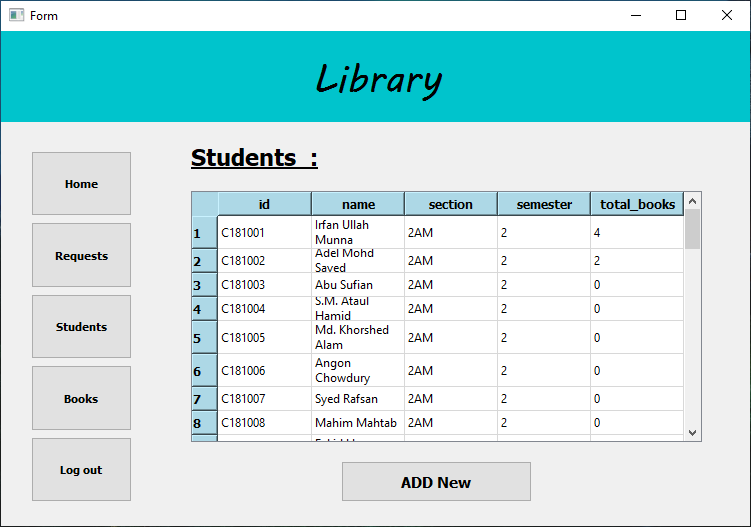 Form
Library
Home
Requests
Students
Books
Log out
Students :
id name section semester total_books
1 C181001 Irfan Ullah Munna 2AM 2 4
2 C181002 Adel Mohd Sayed 2AM 2 2
3 C181003 Abu Sufian 2AM 2 0
4 C181004 S.M. Ataul Hamid 2AM 2 0
5 C181005 Md. Khorshed Alam 2AM 2 0
6 C181006 Angon Chowdury 2AM 2 0
7 C181007 Syed Rafsan 2AM 2 0
8 C181008 Mahim Mahtab 2AM 2 0
ADD New